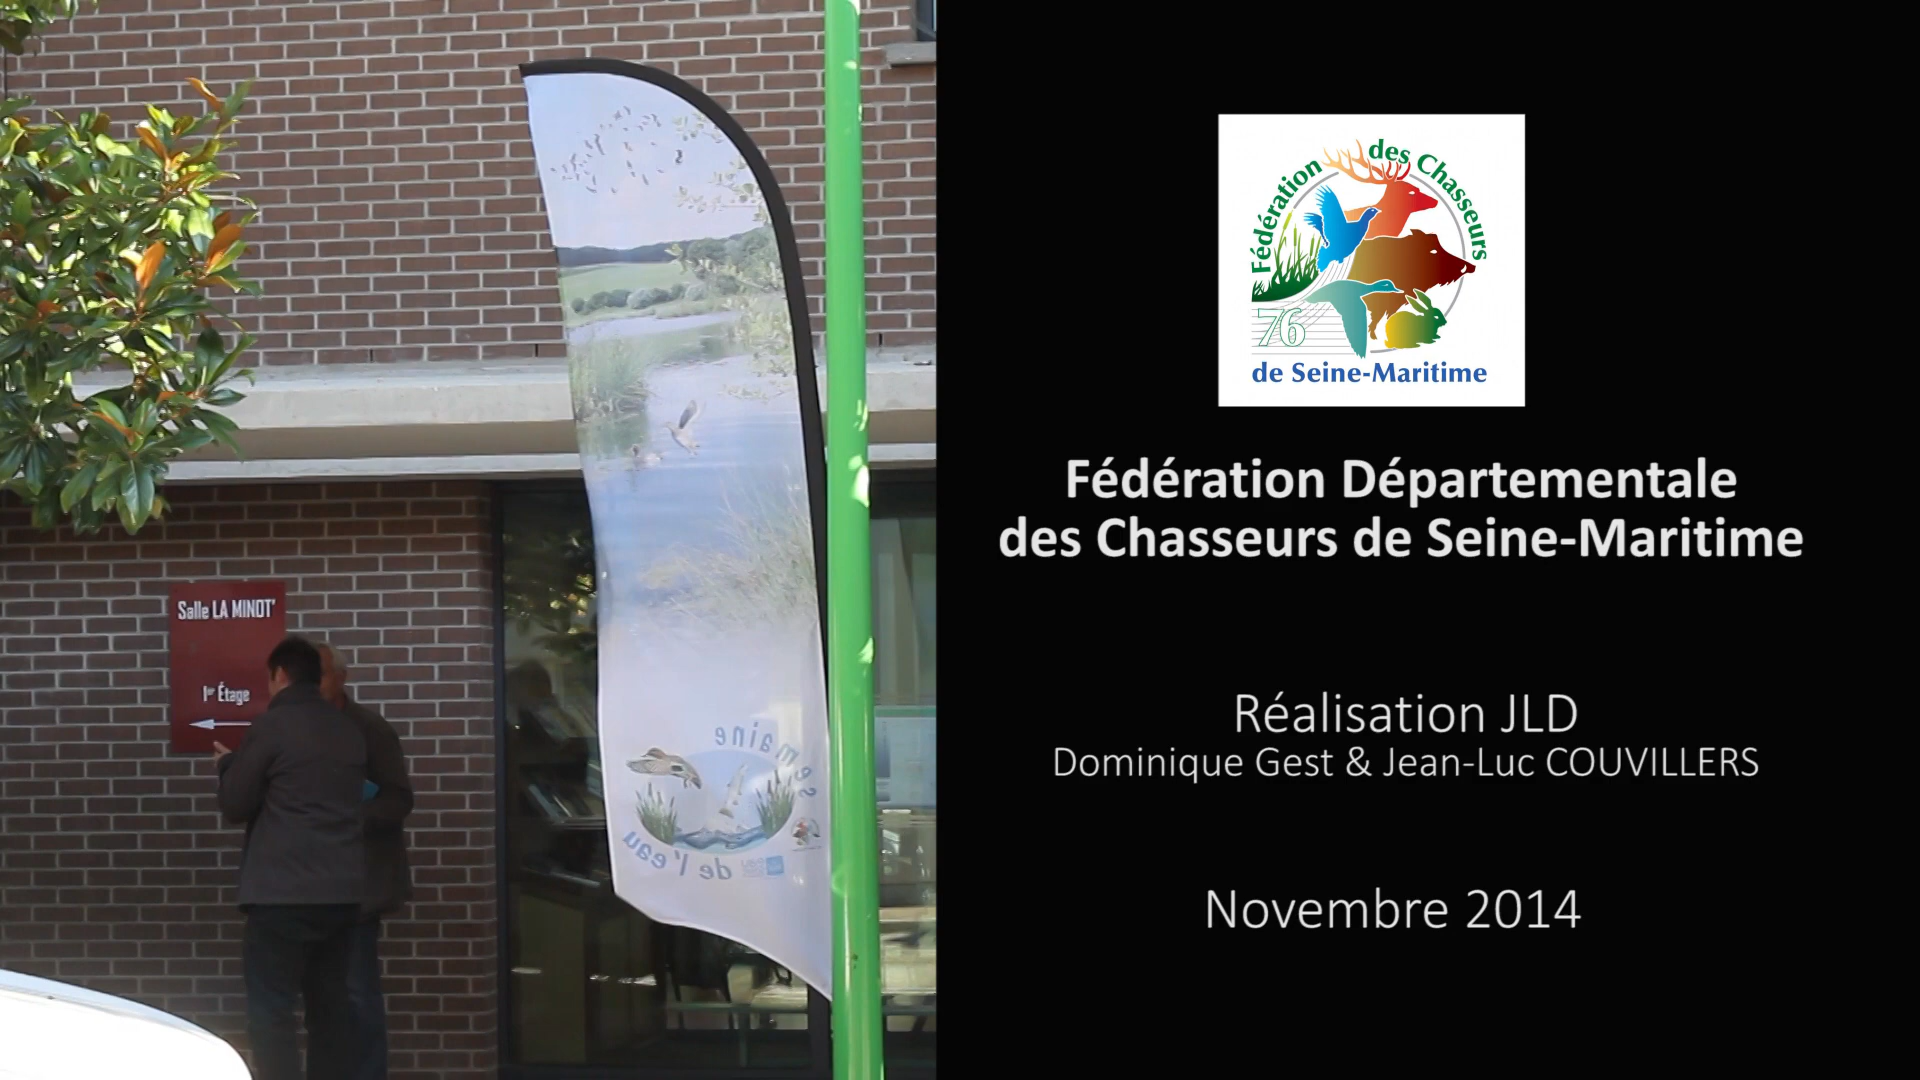 Salle LA MINOT'
1er Étage
semaine
de l'eau
Fédération des Chasseurs
76
de Seine-Maritime
Fédération Départementale
des Chasseurs de Seine-Maritime
Réalisation JLD
Dominique Gest & Jean-Luc COUVILLERS
Novembre 2014